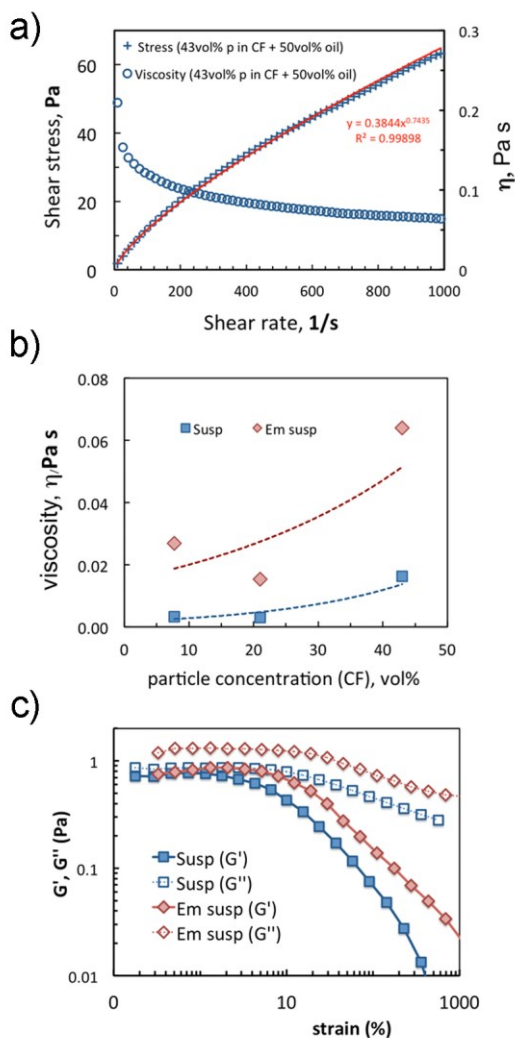 a)
Shear stress, Pa
80
60
40
20
0
+ Stress (43vol% p in CF + 50vol% oil)
Viscosity (43vol% p in CF + 50vol% oil)
y = 0.3844x^0.7435
R² = 0.99898
0.3
0.2
0.1
0
η, Pa s
0 200 400 600 800 1000
Shear rate, 1/s
b)
viscosity, η/Pa s
0.08
0.06
0.04
0.02
0.00
Susp Em susp
0 10 20 30 40 50
particle concentration (CF), vol%
c)
G', G'' (Pa)
1
0.1
0.01
Susp (G')
Susp (G'')
Em susp (G')
Em susp (G'')
0 10 1000
strain (%)